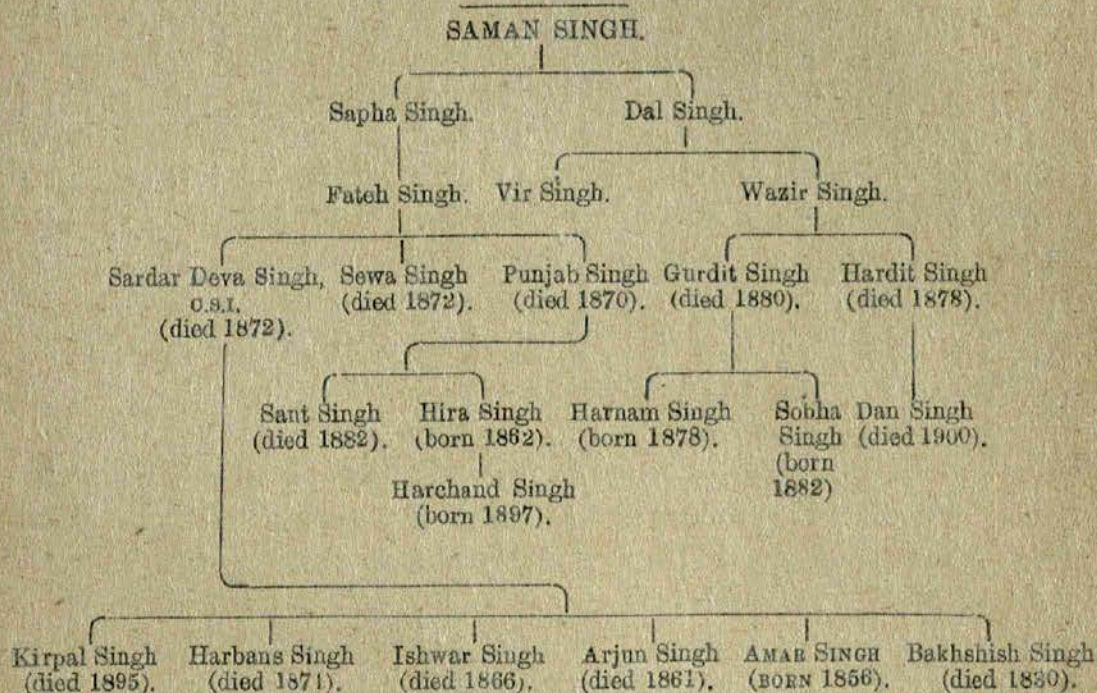 SAMAN SINGH.
Sapha Singh. Dal Singh.
Fateh Singh. Vir Singh. Wazir Singh.
Sardar Deva Singh, Sewa Singh Punjab Singh Gurdit Singh Hardit Singh
C.S.I. (died 1872). (died 1870). (died 1880). (died 1878).
(died 1872).
Sant Singh Hira Singh Harnam Singh Sobha Dan Singh
(died 1882). (born 1862). (born 1878). Singh (died 1900).
(born
Harchand Singh 1882)
(born 1897).
Kirpal Singh Harbans Singh Ishwar Singh Arjun Singh AMAR SINGH Bakhshish Singh
(died 1895). (died 1871). (died 1866). (died 1861). (BORN 1856). (died 1880).